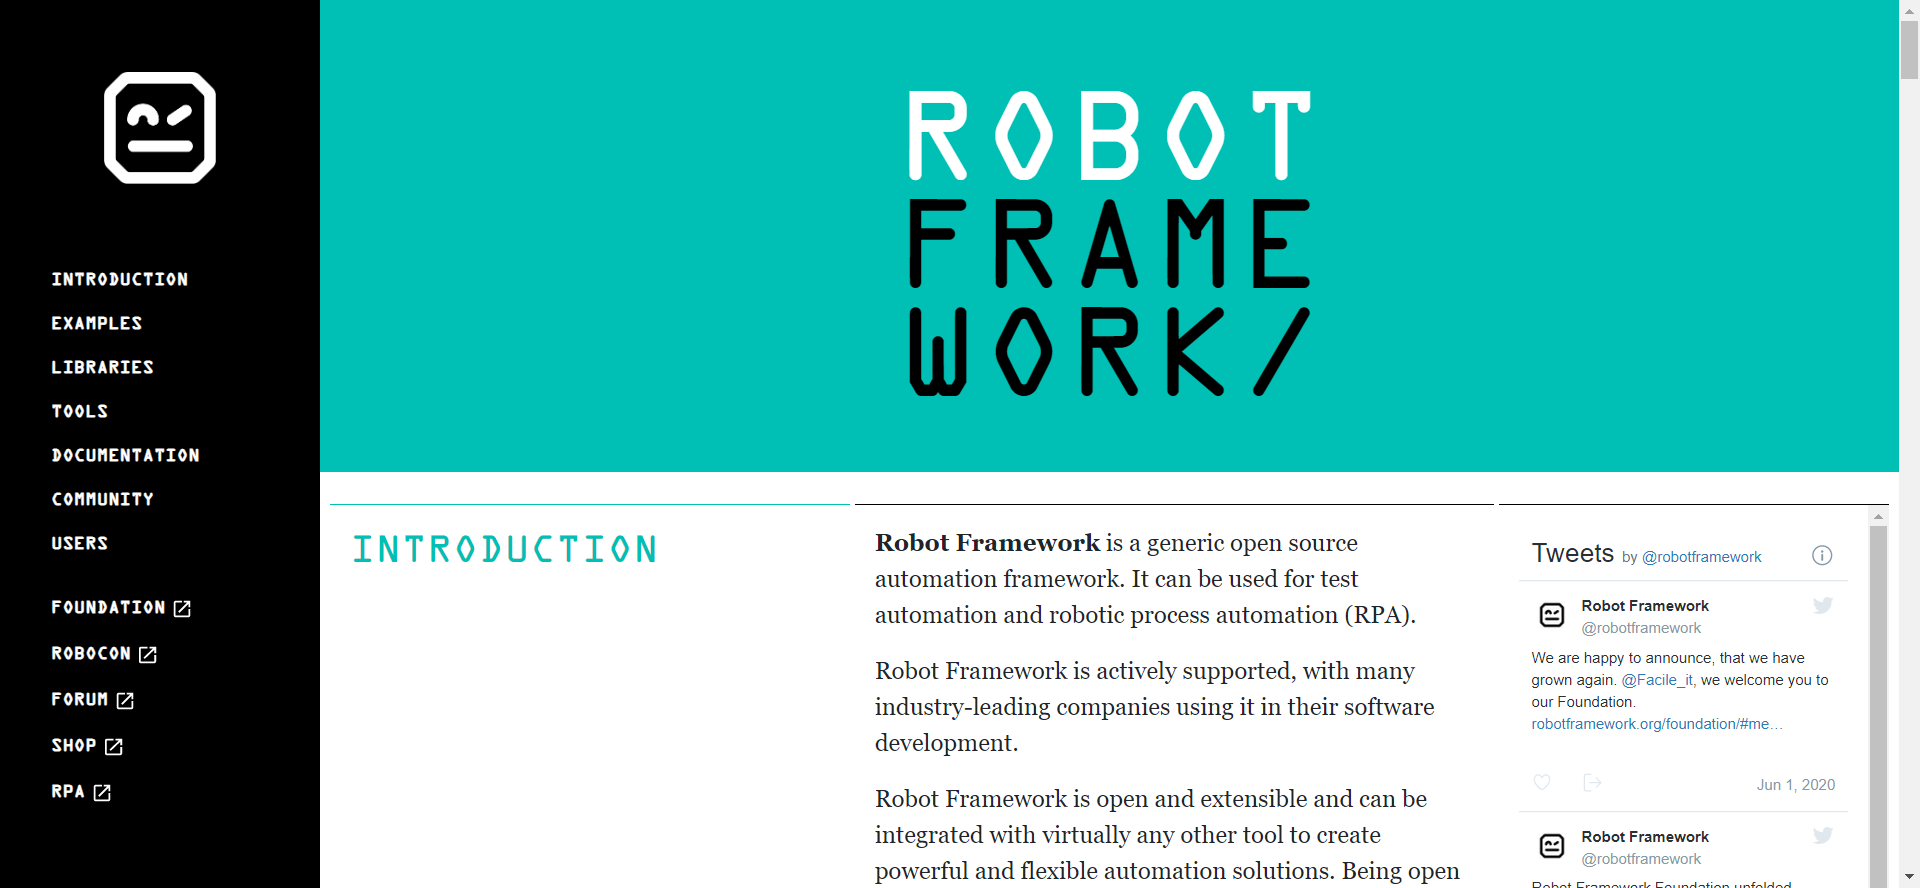 INTRODUCTION
EXAMPLES
LIBRARIES
TOOLS
DOCUMENTATION
COMMUNITY
USERS
FOUNDATION
ROBOCON
FORUM
SHOP
RPA
ROBOT
FRAME
WORK/
INTRODUCTION
Robot Framework is a generic open source
automation framework. It can be used for test
automation and robotic process automation (RPA).
Robot Framework is actively supported, with many
industry-leading companies using it in their software
development.
Robot Framework is open and extensible and can be
integrated with virtually any other tool to create
powerful and flexible automation solutions. Being open
Tweets by @robotframework
Robot Framework
@robotframework
We are happy to announce, that we have
grown again. @Facile_it, we welcome you to
our Foundation.
robotframework.org/foundation/#me…
Jun 1, 2020
Robot Framework
@robotframework
Robot Framework Foundation unfolded